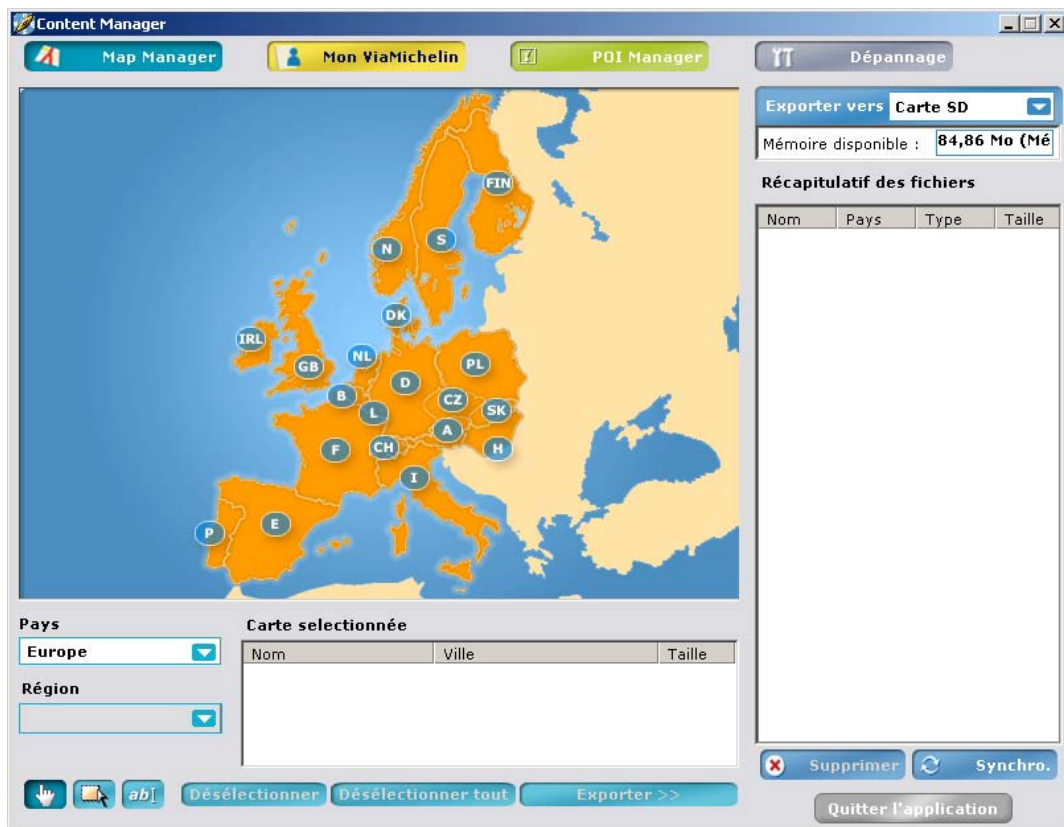 Content Manager
Map Manager
Mon ViaMichelin
POI Manager
Dépannage
Exporter vers Carte SD
Mémoire disponible : 84,86 Mo (Mé
Récapitulatif des fichiers
Nom Pays Type Taille
FIN
S
N
DK
IRL
NL
GB
PL
D
B
CZ
L
SK
A
F
CH
H
I
E
P
Pays
Europe
Région
Carte selectionnée
Nom Ville Taille
ab
Désélectionner
Désélectionner tout
Exporter >>
Supprimer
Synchro.
Quitter l'application